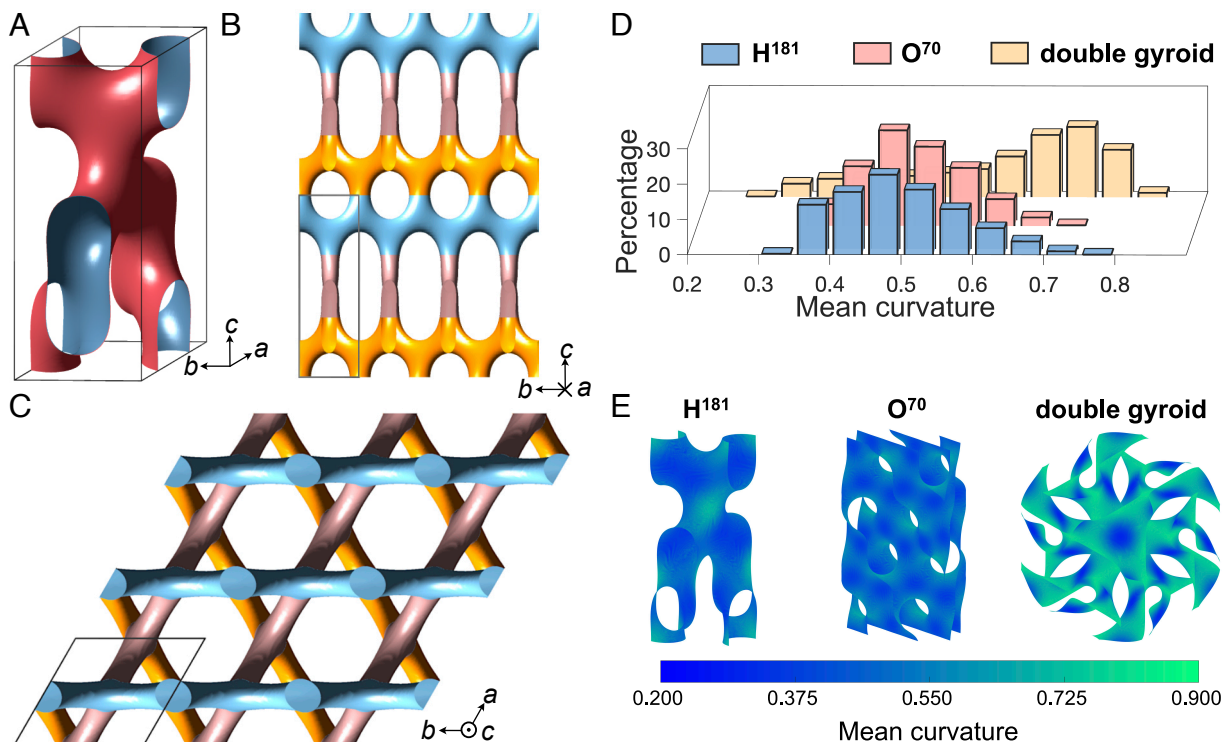 A
B
b
c
a
c
b
a
C
a
b
c
D
H¹⁸¹ O⁷⁰ double gyroid
Percentage
30
20
10
0
0.2 0.3 0.4 0.5 0.6 0.7 0.8
Mean curvature
E
H¹⁸¹ O⁷⁰ double gyroid
0.200 0.375 0.550 0.725 0.900
Mean curvature